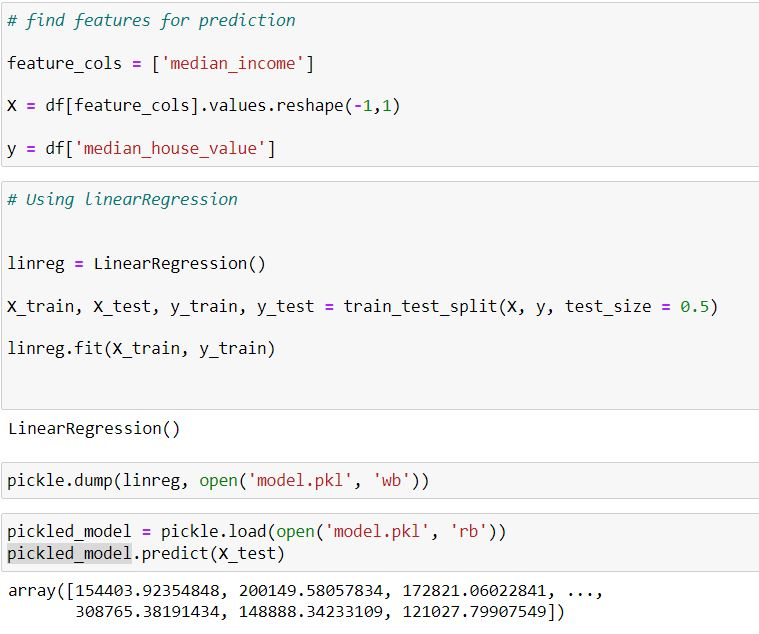 # find features for prediction
feature_cols = ['median_income']
X = df[feature_cols].values.reshape(-1,1)
y = df['median_house_value']
# Using linearRegression
linreg = LinearRegression()
X_train, X_test, y_train, y_test = train_test_split(X, y, test_size = 0.5)
linreg.fit(X_train, y_train)
LinearRegression()
pickle.dump(linreg, open('model.pkl', 'wb'))
pickled_model = pickle.load(open('model.pkl', 'rb'))
pickled_model.predict(X_test)
array([154403.92354848, 200149.58057834, 172821.06022841, ...,
308765.38191434, 148888.34233109, 121027.79907549])